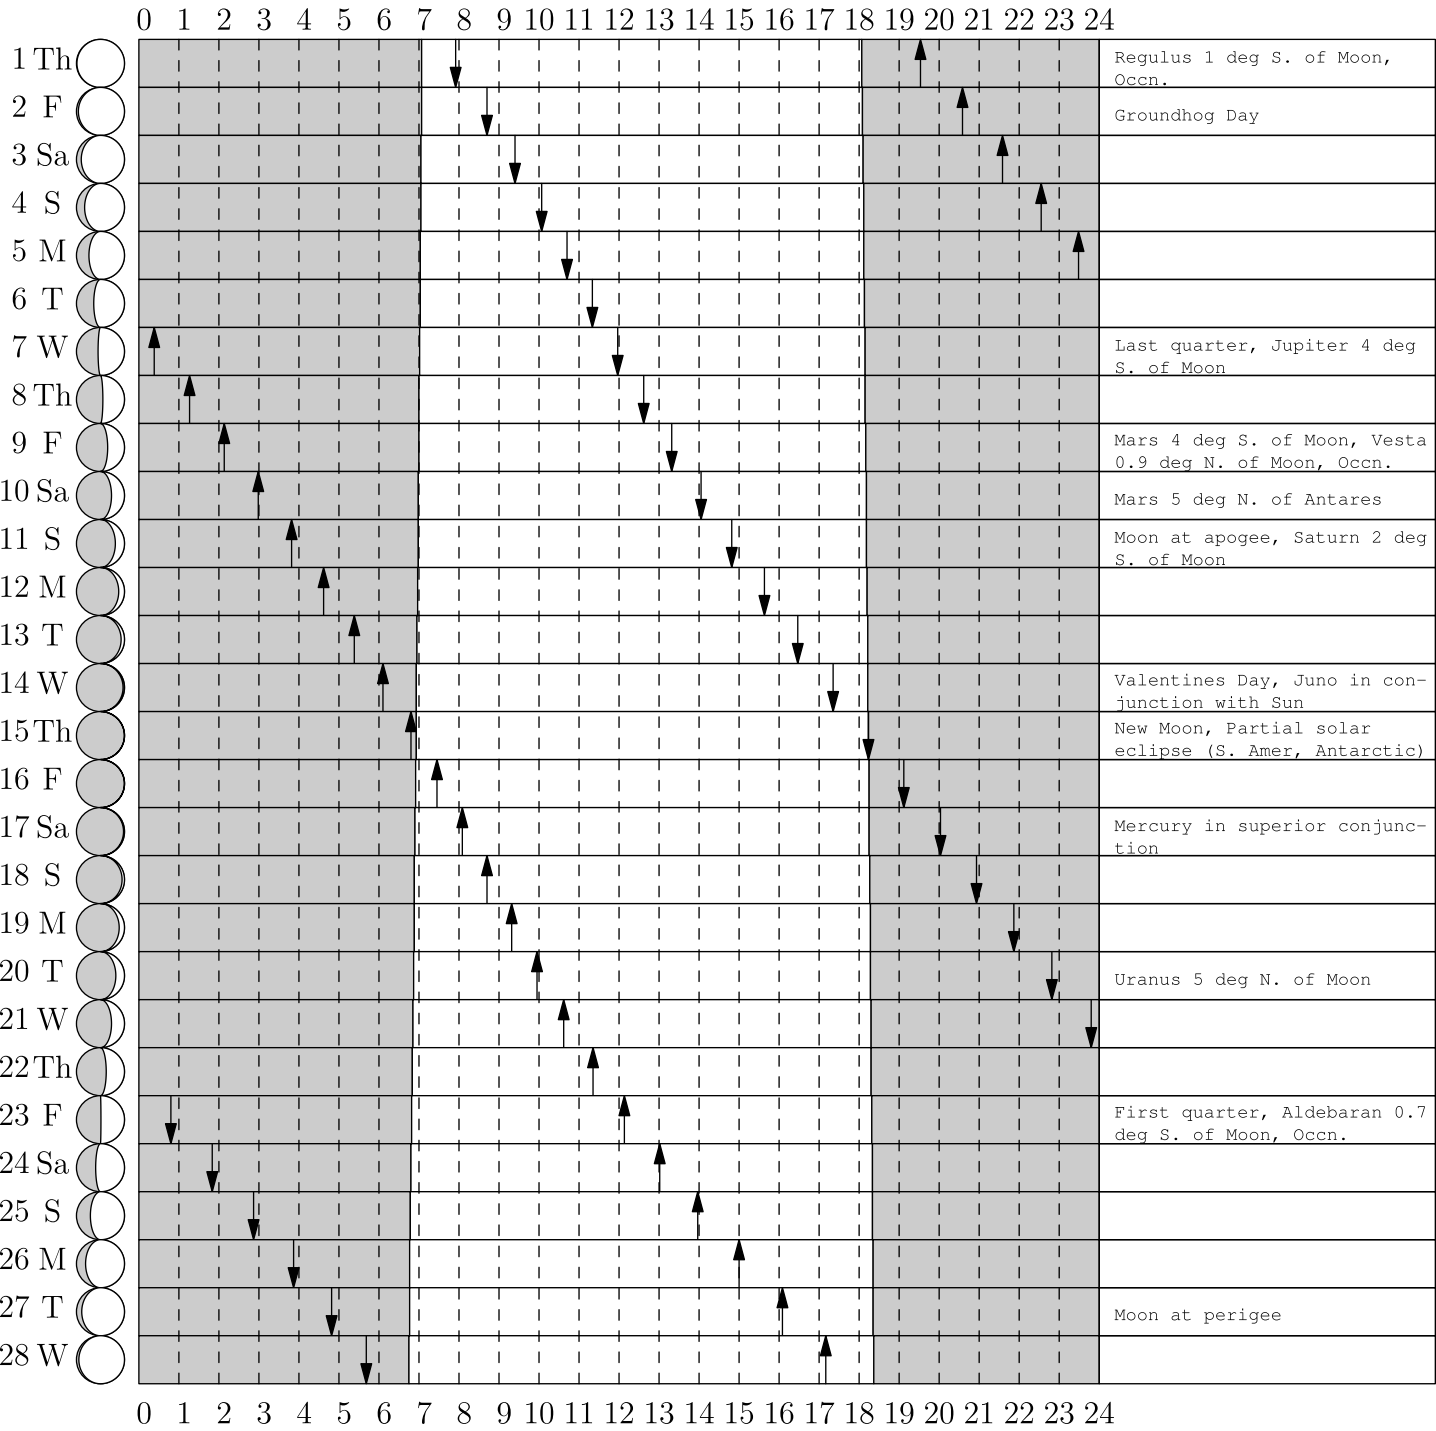 0 1 2 3 4 5 6 7 8 9 10 11 12 13 14 15 16 17 18 19 20 21 22 23 24
1 Th Regulus 1 deg S. of Moon,
Occn.
2 F Groundhog Day
3 Sa
4 S
5 M
6 T
7 W Last quarter, Jupiter 4 deg
S. of Moon
8 Th
9 F Mars 4 deg S. of Moon, Vesta
0.9 deg N. of Moon, Occn.
10 Sa Mars 5 deg N. of Antares
11 S Moon at apogee, Saturn 2 deg
S. of Moon
12 M
13 T
14 W Valentines Day, Juno in con-
junction with Sun
15 Th New Moon, Partial solar
eclipse (S. Amer, Antarctic)
16 F
17 Sa Mercury in superior conjunc-
tion
18 S
19 M
20 T Uranus 5 deg N. of Moon
21 W
22 Th
23 F First quarter, Aldebaran 0.7
deg S. of Moon, Occn.
24 Sa
25 S
26 M
27 T Moon at perigee
28 W
0 1 2 3 4 5 6 7 8 9 10 11 12 13 14 15 16 17 18 19 20 21 22 23 24